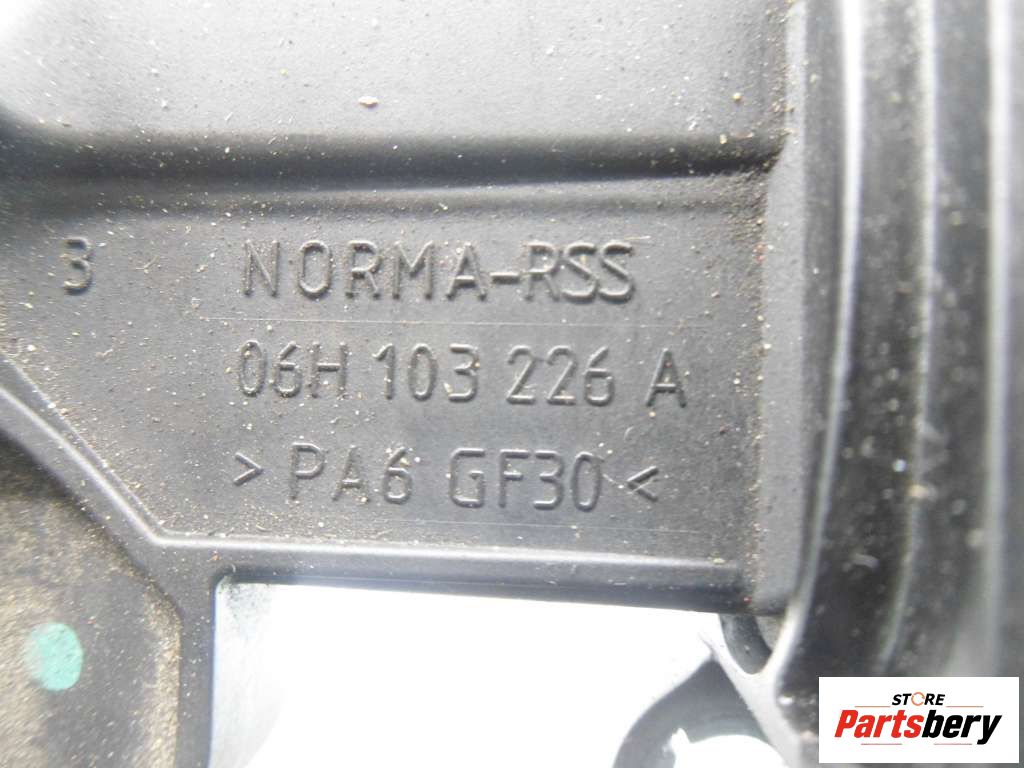 3 NORMA-RSS
06H 103 226 A
> PA6 GF30 <
STORE
Partsbery